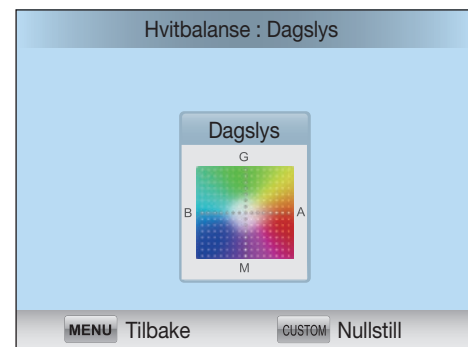 Hvitbalanse : Dagslys
Dagslys
G
B A
M
MENU Tilbake CUSTOM Nullstill